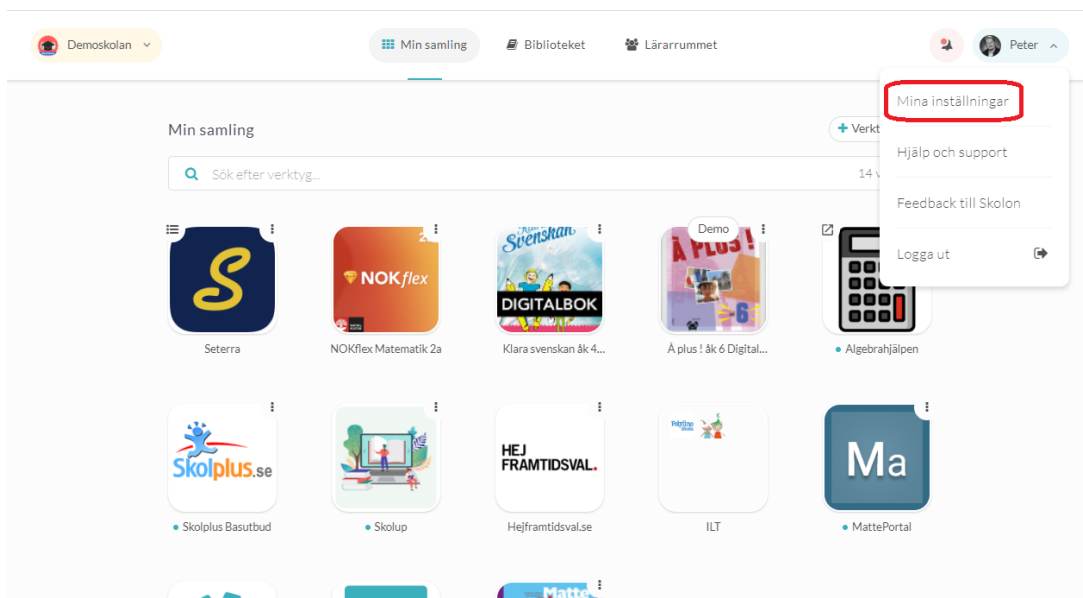 Demoskolan
Min samling
Biblioteket
Lärarrummet
Peter
Mina inställningar
Hjälp och support
Feedback till Skolon
Logga ut
Min samling
Sök efter verktyg...
14
S
NOKflex
Svenskan
DIGITALBOK
Demo
À PLUS !
6
Seterra
NOKflex Matematik 2a
Klara svenskan åk 4...
À plus ! åk 6 Digital...
Algebrahjälpen
Skolplus.se
HEJ
FRAMTIDSVAL.
Ma
Skolplus Basutbud
Skolup
Hejframtidsval.se
ILT
MattePortal
Matte